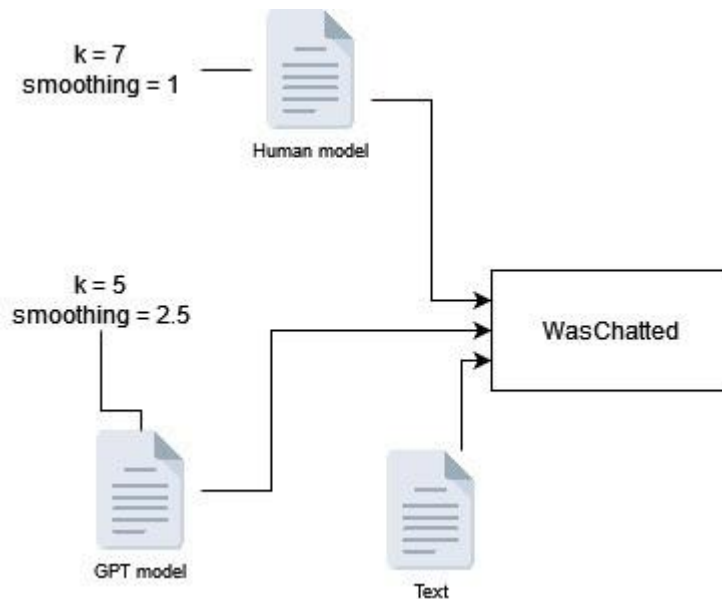 k = 7
smoothing = 1
Human model
k = 5
smoothing = 2.5
WasChatted
GPT model
Text